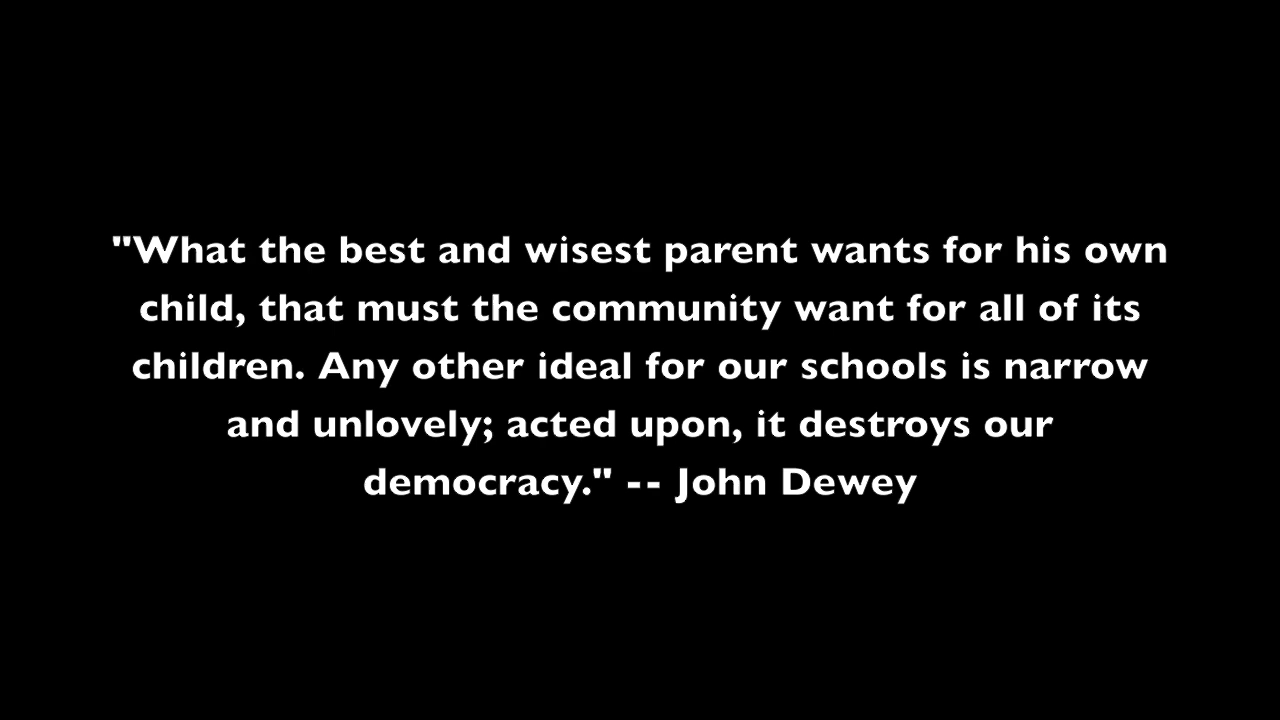 "What the best and wisest parent wants for his own
child, that must the community want for all of its
children. Any other ideal for our schools is narrow
and unlovely; acted upon, it destroys our
democracy." -- John Dewey